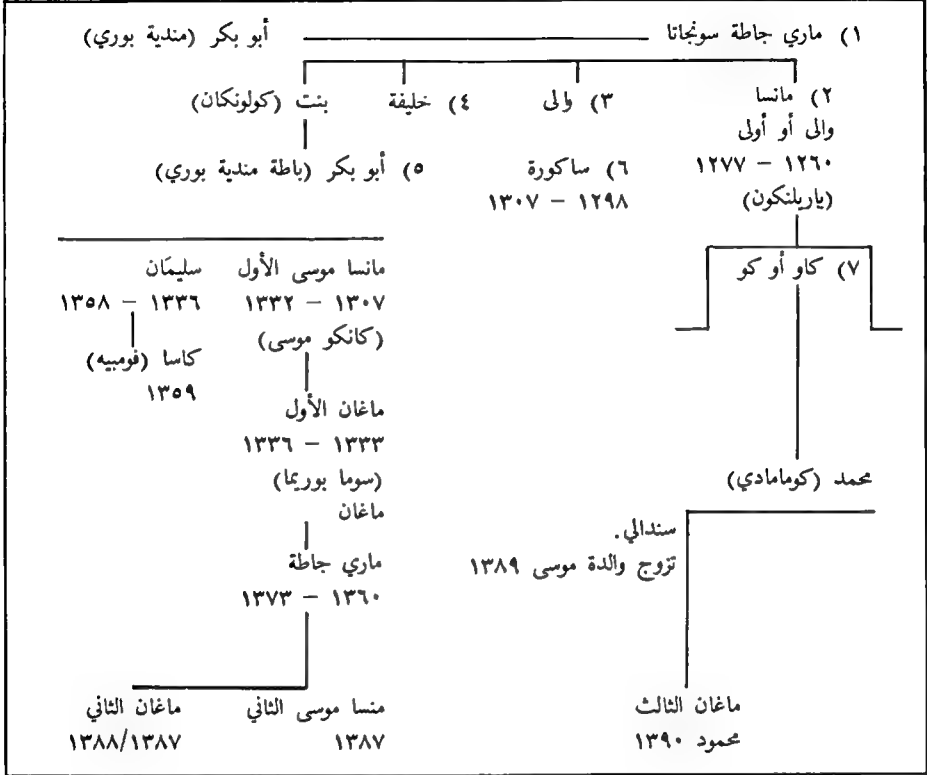 ١) ماري جاطة سونجاتا أبو بكر (مندية بوري)
٢) مانسا
والى أو أولى
١٢٦٠ – ١٢٧٧
(ياريلنكون)
٣) والى
٤) خليفة
بنت (كولونكان)
٦) ساكورة
١٢٩٨ – ١٣٠٧
٥) أبو بكر (باطة مندية بوري)
٧) كاو أو كو
مانسا موسى الأول
١٣٠٧ – ١٣٣٢
(كانكو موسى)
سليمَان
١٣٣٦ – ١٣٥٨
كاسا (فومبيه)
١٣٥٩
ماغان الأول
١٣٣٣ – ١٣٣٦
(سوما بوريما)
ماغان
محمد (كومامادي)
سندالي.
تزوج والدة موسى ١٣٨٩
ماري جاطة
١٣٦٠ – ١٣٧٣
ماغان الثالث
محمود ١٣٩٠
منسا موسى الثاني
١٣٨٧
ماغان الثاني
١٣٨٨/١٣٨٧